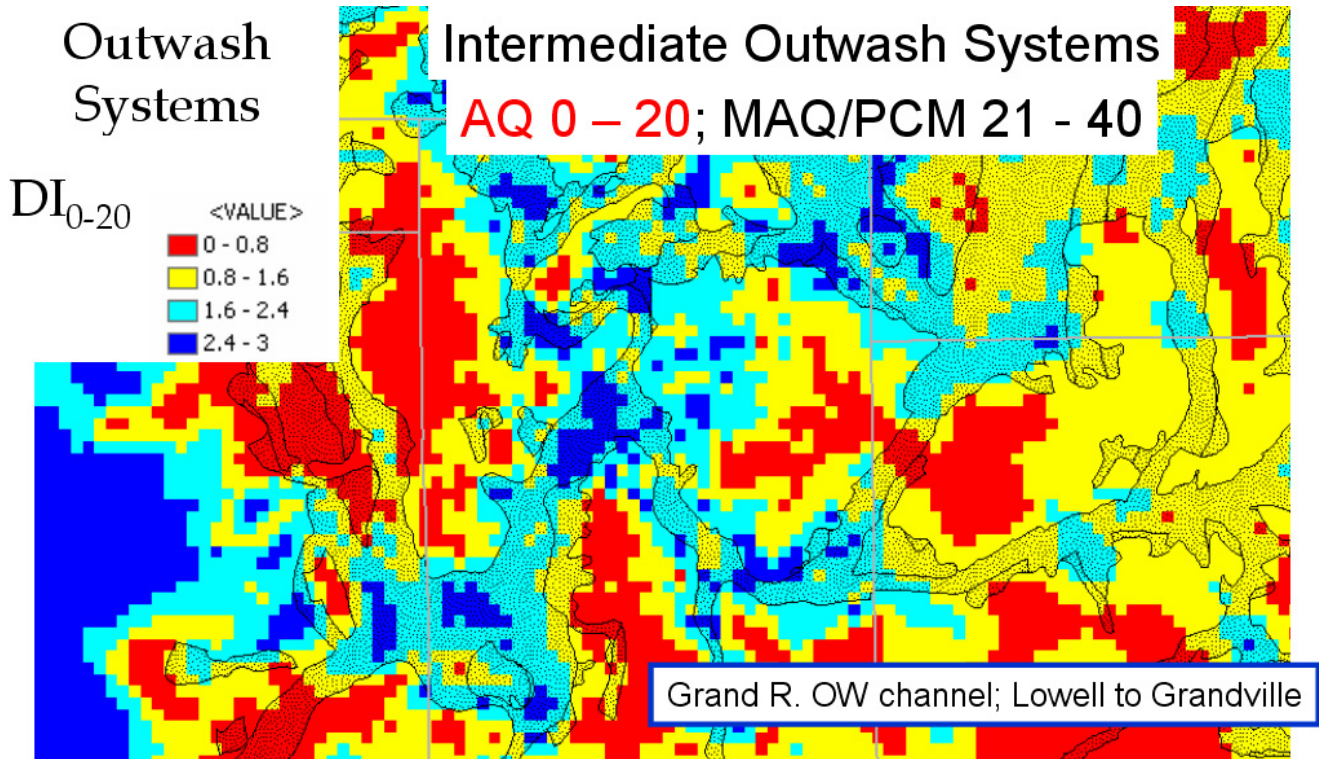 Outwash
Systems
Intermediate Outwash Systems
AQ 0 – 20; MAQ/PCM 21 - 40
DI0-20
<VALUE>
0 - 0.8
0.8 - 1.6
1.6 - 2.4
2.4 - 3
Grand R. OW channel; Lowell to Grandville